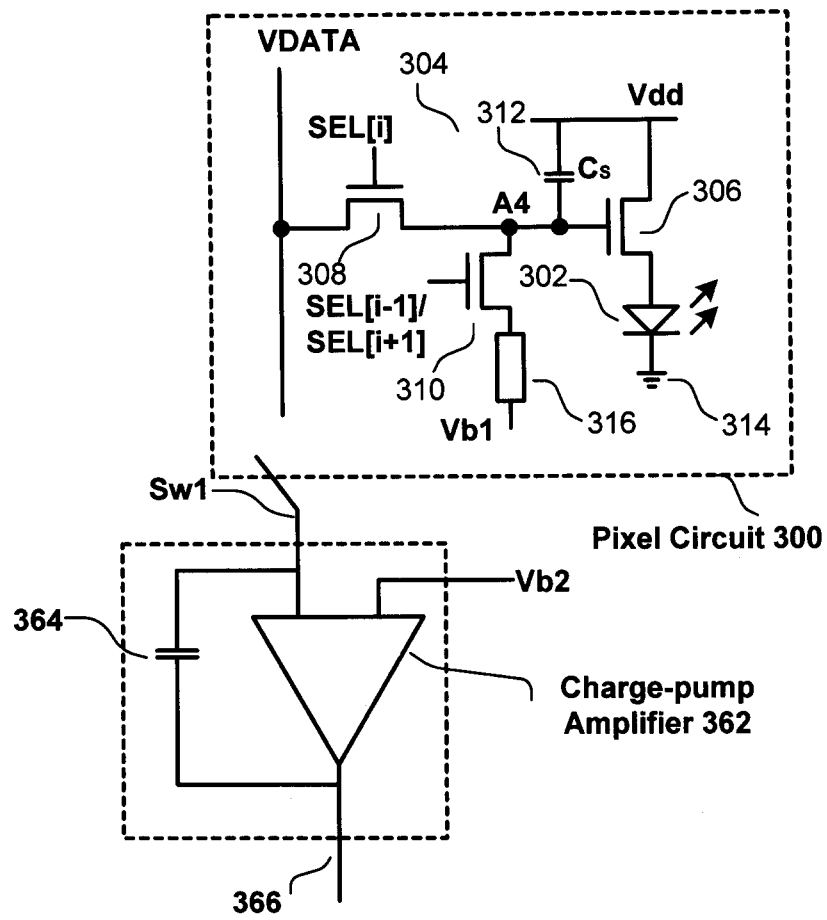 VDATA
304
Vdd
SEL[i]
312
Cs
306
A4
308
302
SEL[i-1]/
SEL[i+1]
310
316
314
Vb1
Sw1
Pixel Circuit 300
Vb2
364
Charge-pump
Amplifier 362
366